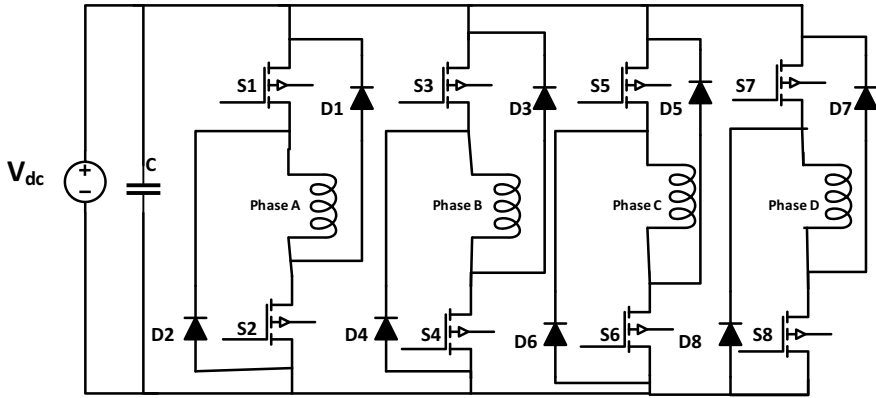 S1
D1
S3
D3
S5
D5
S7
D7
Vdc
+
−
C
Phase A
Phase B
Phase C
Phase D
D2
S2
D4
S4
D6
S6
D8
S8